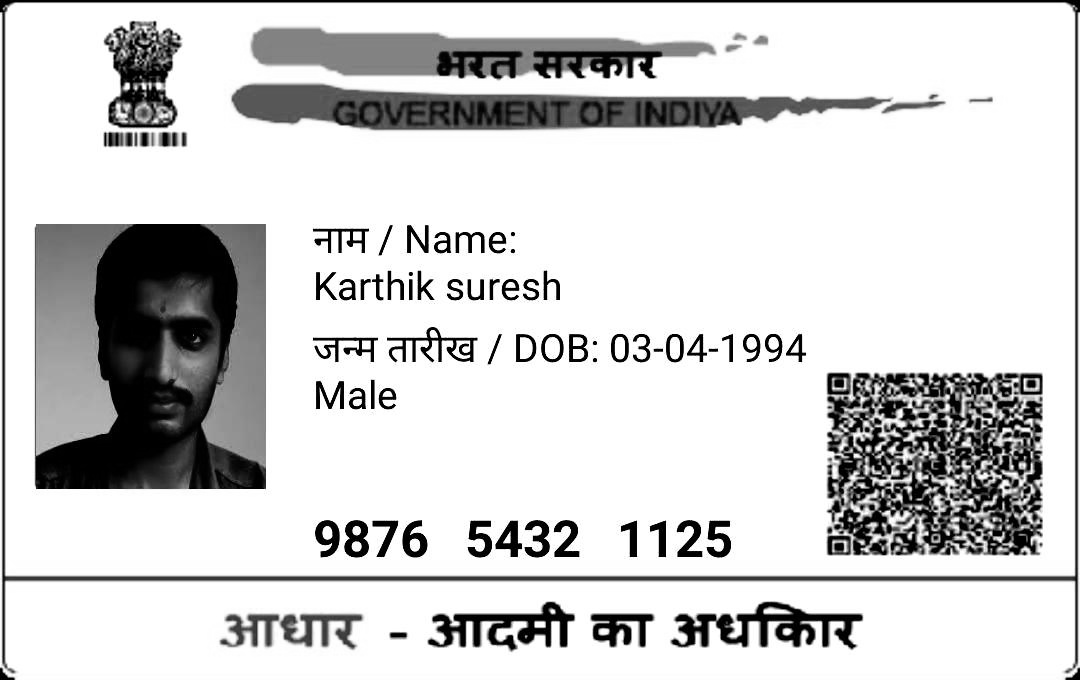 भरत सरकार
GOVERNMENT OF INDIYA
नाम / Name:
Karthik suresh
जन्म तारीख / DOB: 03-04-1994
Male
9876 5432 1125
आधार - आदमी का अधकिार